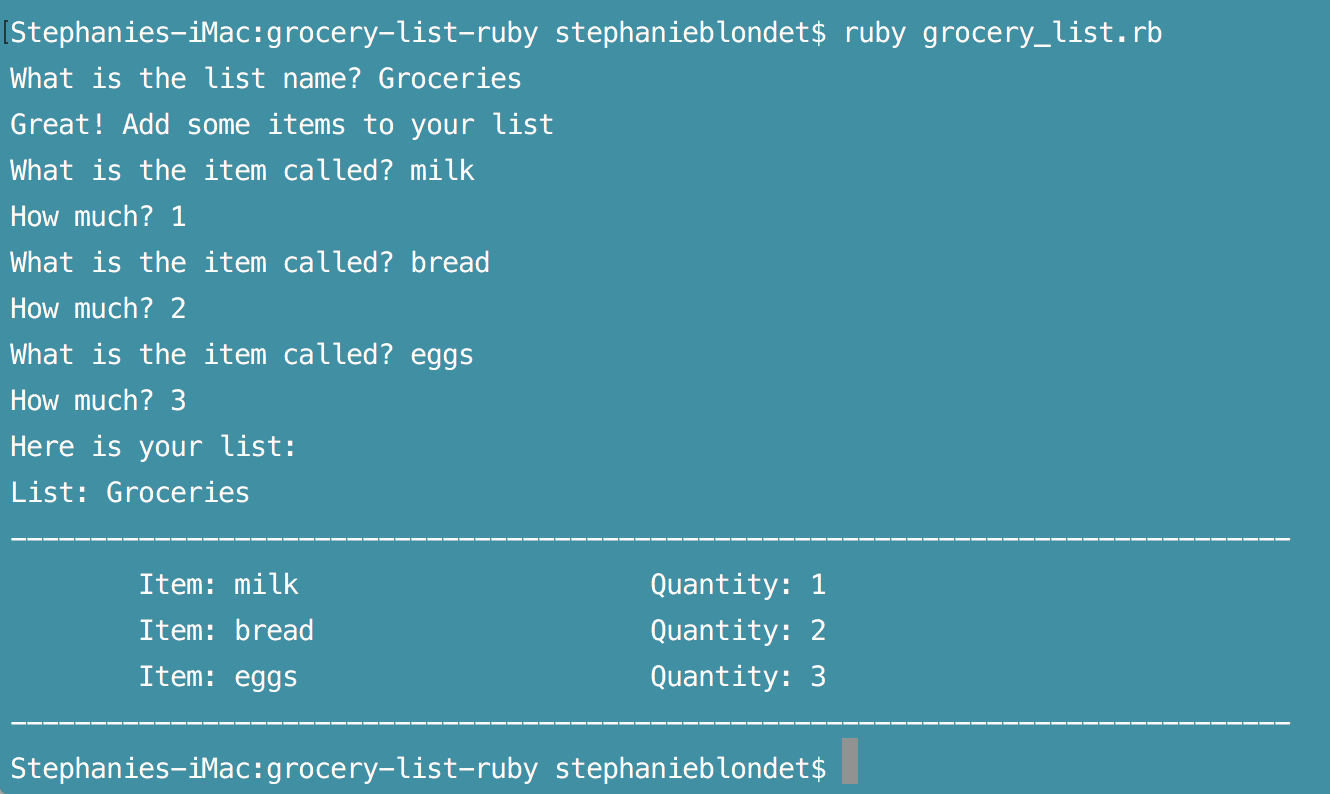 [Stephanies-iMac:grocery-list-ruby stephanieblondet$ ruby grocery_list.rb
What is the list name? Groceries
Great! Add some items to your list
What is the item called? milk
How much? 1
What is the item called? bread
How much? 2
What is the item called? eggs
How much? 3
Here is your list:
List: Groceries
--------------------------------------------------------------------------------
        Item: milk                      Quantity: 1
        Item: bread                     Quantity: 2
        Item: eggs                      Quantity: 3
--------------------------------------------------------------------------------
Stephanies-iMac:grocery-list-ruby stephanieblondet$